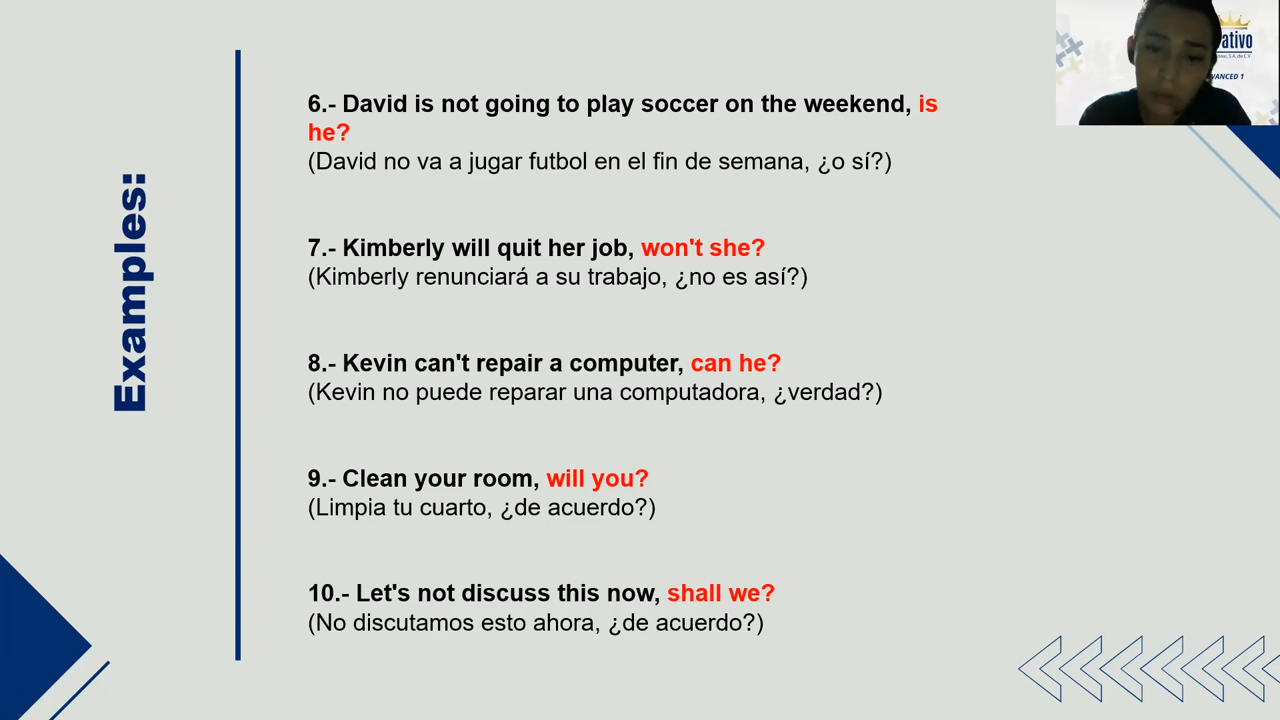 Examples:
6.- David is not going to play soccer on the weekend, is
he?
(David no va a jugar futbol en el fin de semana, ¿o sí?)
7.- Kimberly will quit her job, won't she?
(Kimberly renunciará a su trabajo, ¿no es así?)
8.- Kevin can't repair a computer, can he?
(Kevin no puede reparar una computadora, ¿verdad?)
9.- Clean your room, will you?
(Limpia tu cuarto, ¿de acuerdo?)
10.- Let's not discuss this now, shall we?
(No discutamos esto ahora, ¿de acuerdo?)